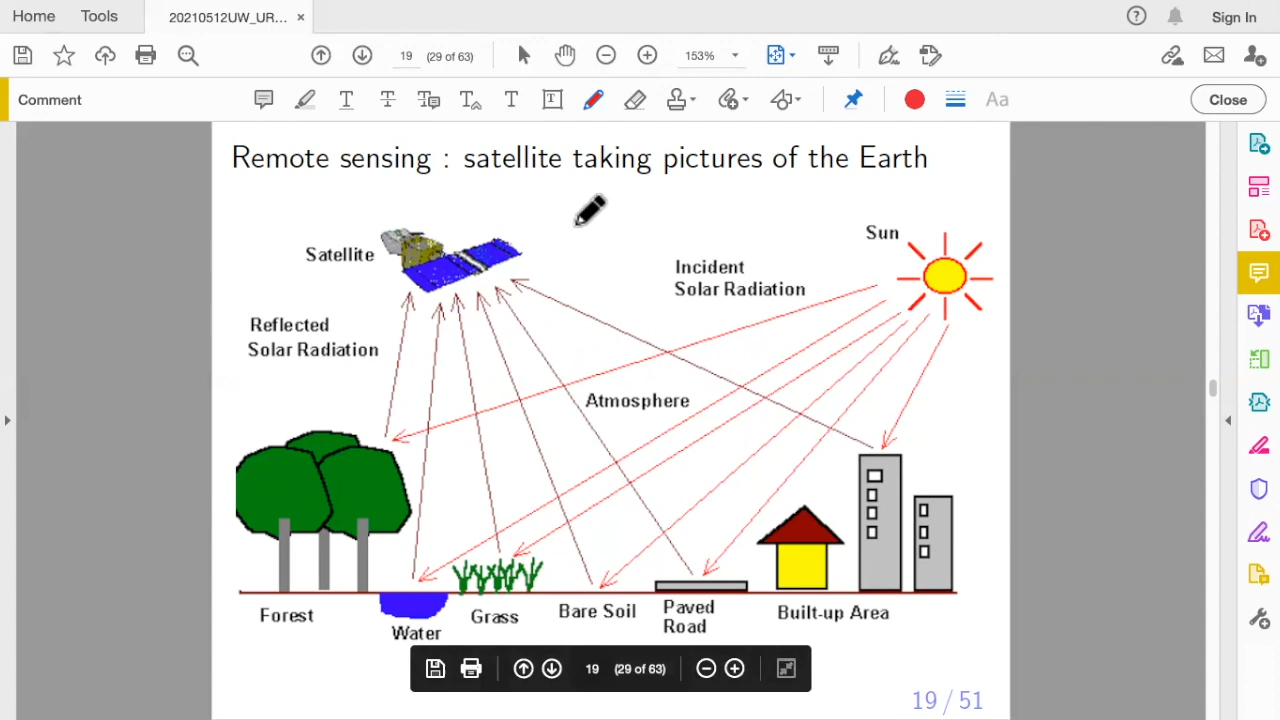 Home Tools 20210512UW_UR... × Sign In
19 (29 of 63) 153%
Comment Aa Close
Remote sensing : satellite taking pictures of the Earth
Satellite
Sun
Incident
Solar Radiation
Reflected
Solar Radiation
Atmosphere
Forest
Water
Grass
Bare Soil
Paved
Road
Built-up Area
19 (29 of 63)
19 / 51